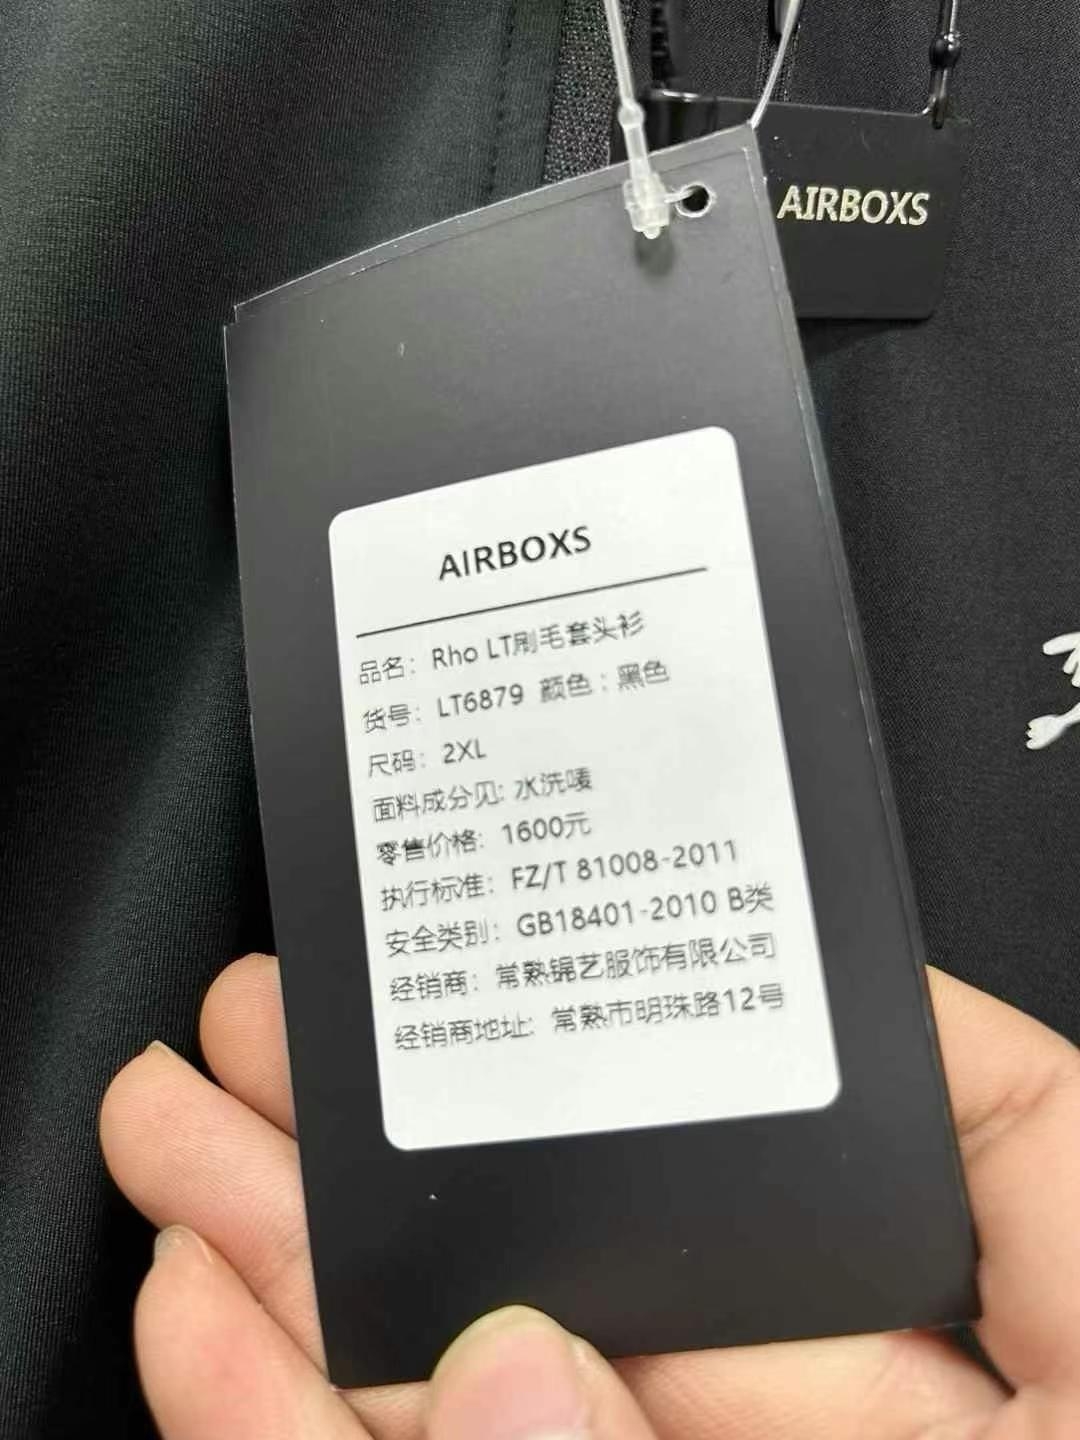 AIRBOXS
AIRBOXS
品名：Rho LT刷毛套头衫
货号：LT6879 颜色：黑色
尺码：2XL
面料成分见：水洗唛
零售价格：1600元
执行标准：FZ/T 81008-2011
安全类别：GB18401-2010 B类
经销商：常熟锦艺服饰有限公司
经销商地址：常熟市明珠路12号